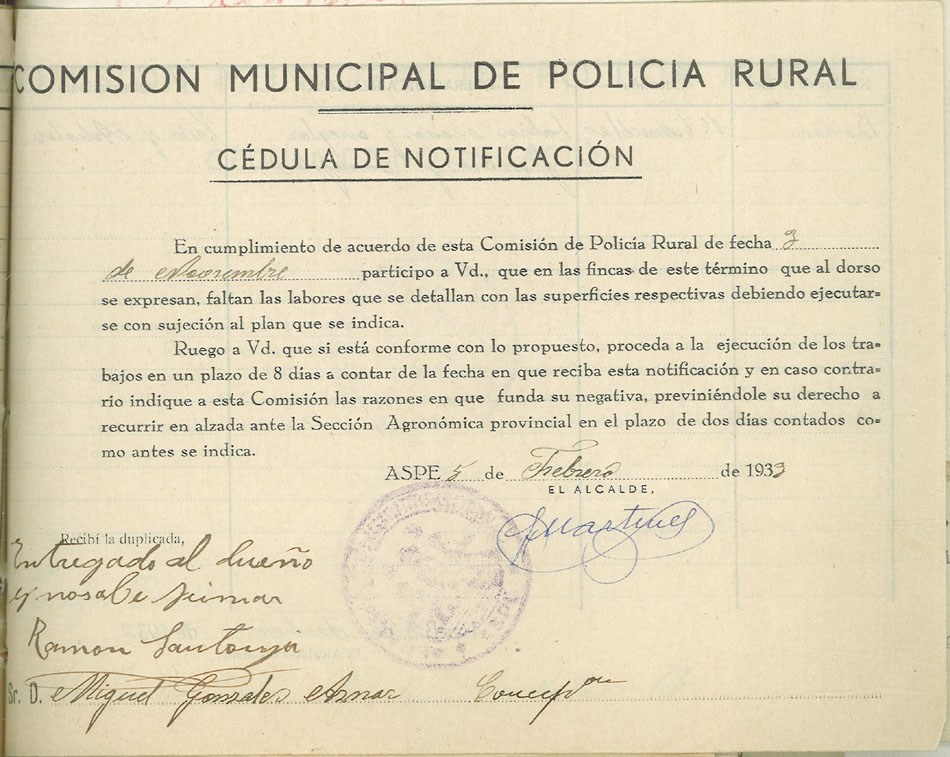 COMISION MUNICIPAL DE POLICIA RURAL
CÉDULA DE NOTIFICACIÓN
En cumplimiento de acuerdo de esta Comisión de Policía Rural de fecha 3
de Noviembre participo a Vd., que en las fincas de este término que al dorso
se expresan, faltan las labores que se detallan con las superficies respectivas debiendo ejecutar=
se con sujeción al plan que se indica.
Ruego a Vd. que si está conforme con lo propuesto, proceda a la ejecución de los tra=
bajos en un plazo de 8 días a contar de la fecha en que reciba esta notificación y en caso contra=
rio indique a esta Comisión las razones en que funda su negativa, previniéndole su derecho a
recurrir en alzada ante la Sección Agronómica provincial en el plazo de dos días contados co=
mo antes se indica.
ASPE 5 de Febrero de 1933
EL ALCALDE,
Martinez
Recibí la duplicada,
Entregado al dueño
y no sabe firmar
Ramon Santonja
Sr. D. Miguel Gonzales Aznar Concepon